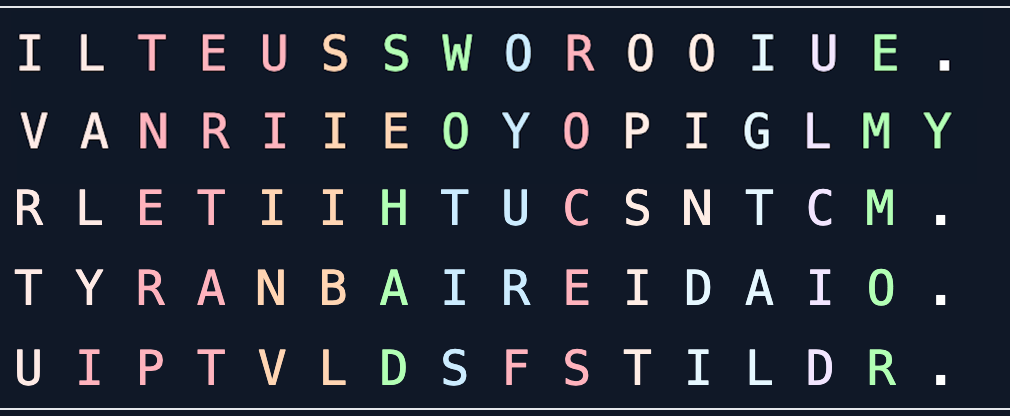 I L T E U S S W O R O O I U E .
V A N R I I E O Y O P I G L M Y
R L E T I I H T U C S N T C M .
T Y R A N B A I R E I D A I O .
U I P T V L D S F S T I L D R .